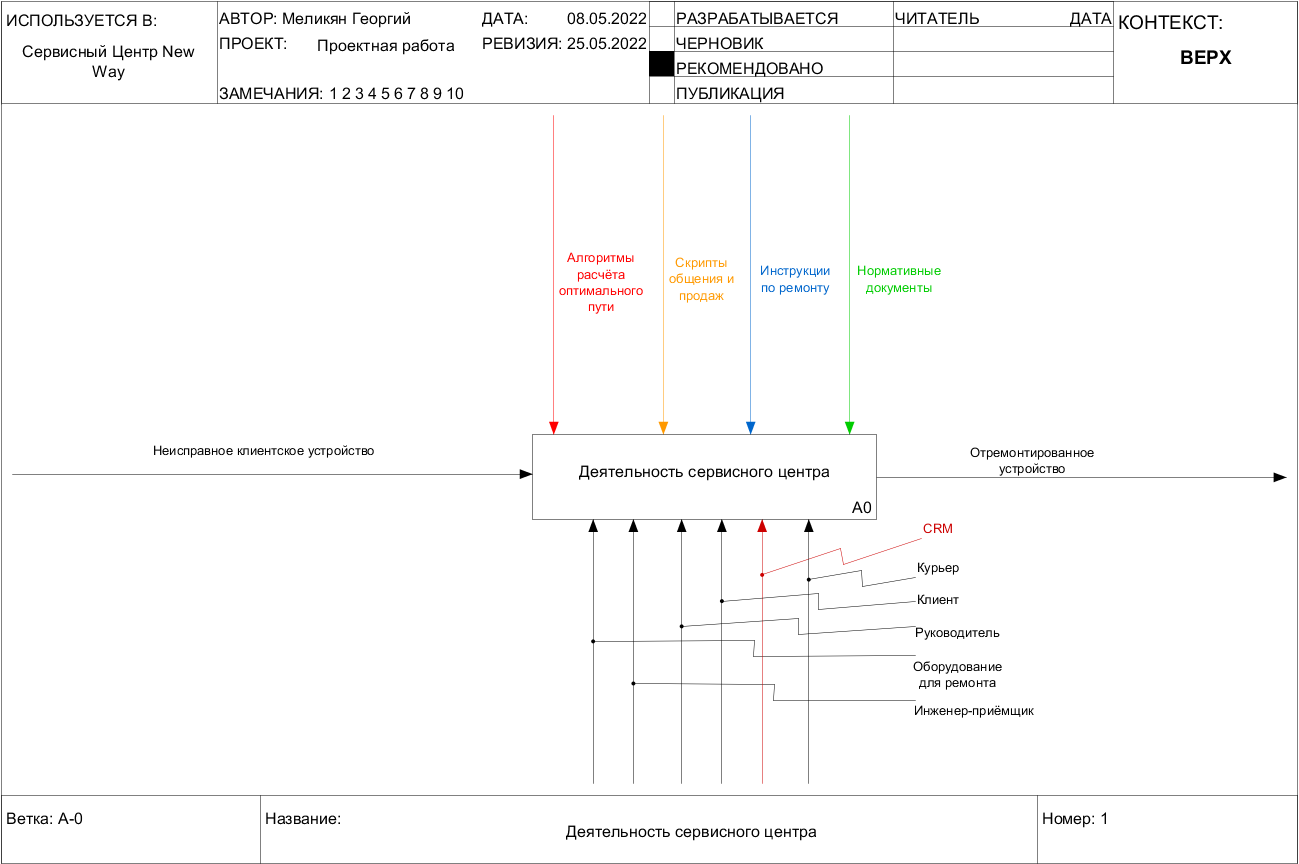 ИСПОЛЬЗУЕТСЯ В:
Сервисный Центр New
Way
АВТОР: Меликян Георгий
ДАТА: 08.05.2022
ПРОЕКТ: Проектная работа
РЕВИЗИЯ: 25.05.2022
ЗАМЕЧАНИЯ: 1 2 3 4 5 6 7 8 9 10
РАЗРАБАТЫВАЕТСЯ
ЧЕРНОВИК
РЕКОМЕНДОВАНО
ПУБЛИКАЦИЯ
ЧИТАТЕЛЬ ДАТА
КОНТЕКСТ:
ВЕРХ
Алгоритмы
расчёта
оптимального
пути
Скрипты
общения и
продаж
Инструкции
по ремонту
Нормативные
документы
Неисправное клиентское устройство
Деятельность сервисного центра
A0
Отремонтированное
устройство
CRM
Курьер
Клиент
Руководитель
Оборудование
для ремонта
Инженер-приёмщик
Ветка: A-0
Название:
Деятельность сервисного центра
Номер: 1